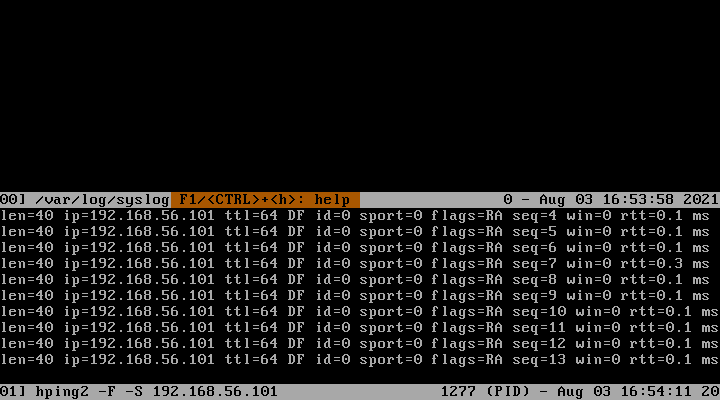 00] /var/log/syslog F1/<CTRL>+<h>: help 0 - Aug 03 16:53:58 2021
len=40 ip=192.168.56.101 ttl=64 DF id=0 sport=0 flags=RA seq=4 win=0 rtt=0.1 ms
len=40 ip=192.168.56.101 ttl=64 DF id=0 sport=0 flags=RA seq=5 win=0 rtt=0.1 ms
len=40 ip=192.168.56.101 ttl=64 DF id=0 sport=0 flags=RA seq=6 win=0 rtt=0.1 ms
len=40 ip=192.168.56.101 ttl=64 DF id=0 sport=0 flags=RA seq=7 win=0 rtt=0.3 ms
len=40 ip=192.168.56.101 ttl=64 DF id=0 sport=0 flags=RA seq=8 win=0 rtt=0.1 ms
len=40 ip=192.168.56.101 ttl=64 DF id=0 sport=0 flags=RA seq=9 win=0 rtt=0.1 ms
len=40 ip=192.168.56.101 ttl=64 DF id=0 sport=0 flags=RA seq=10 win=0 rtt=0.1 ms
len=40 ip=192.168.56.101 ttl=64 DF id=0 sport=0 flags=RA seq=11 win=0 rtt=0.1 ms
len=40 ip=192.168.56.101 ttl=64 DF id=0 sport=0 flags=RA seq=12 win=0 rtt=0.1 ms
len=40 ip=192.168.56.101 ttl=64 DF id=0 sport=0 flags=RA seq=13 win=0 rtt=0.1 ms
01] hping2 -F -S 192.168.56.101 1277 (PID) - Aug 03 16:54:11 20